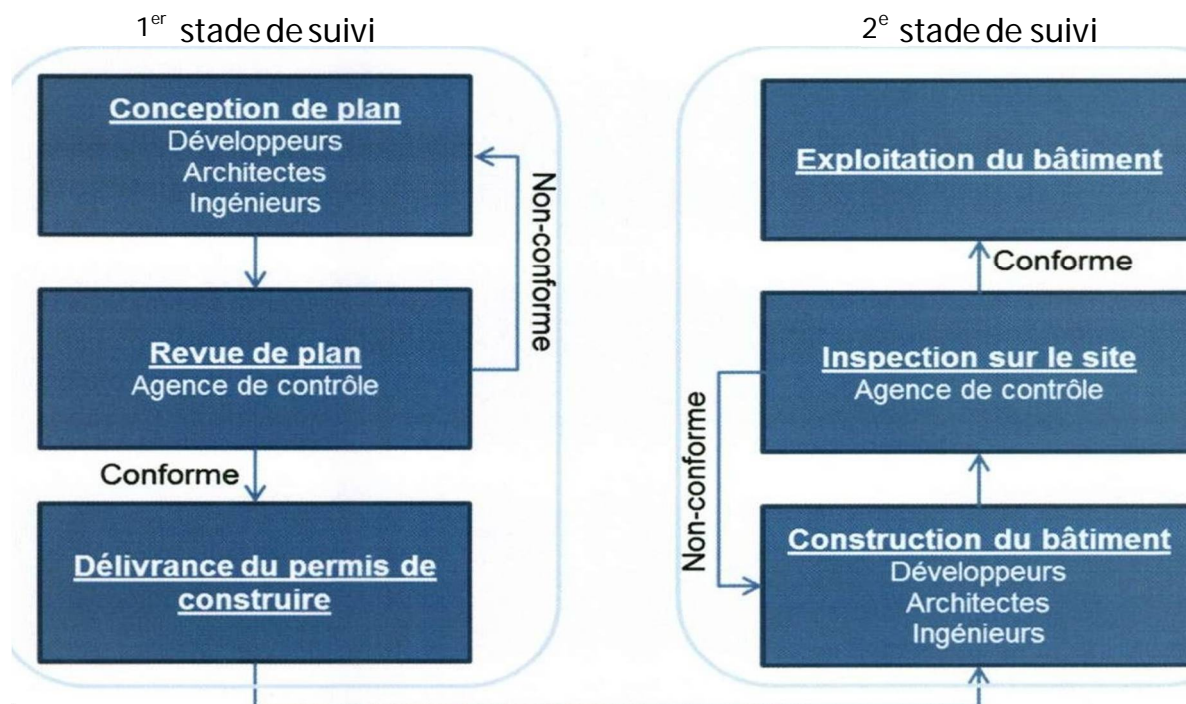 1er stade de suivi
Conception de plan
Développeurs
Architectes
Ingénieurs
Non-conforme
Revue de plan
Agence de contrôle
Conforme
Délivrance du permis de
construire
2e stade de suivi
Exploitation du bâtiment
Conforme
Inspection sur le site
Agence de contrôle
Non-conforme
Construction du bâtiment
Développeurs
Architectes
Ingénieurs